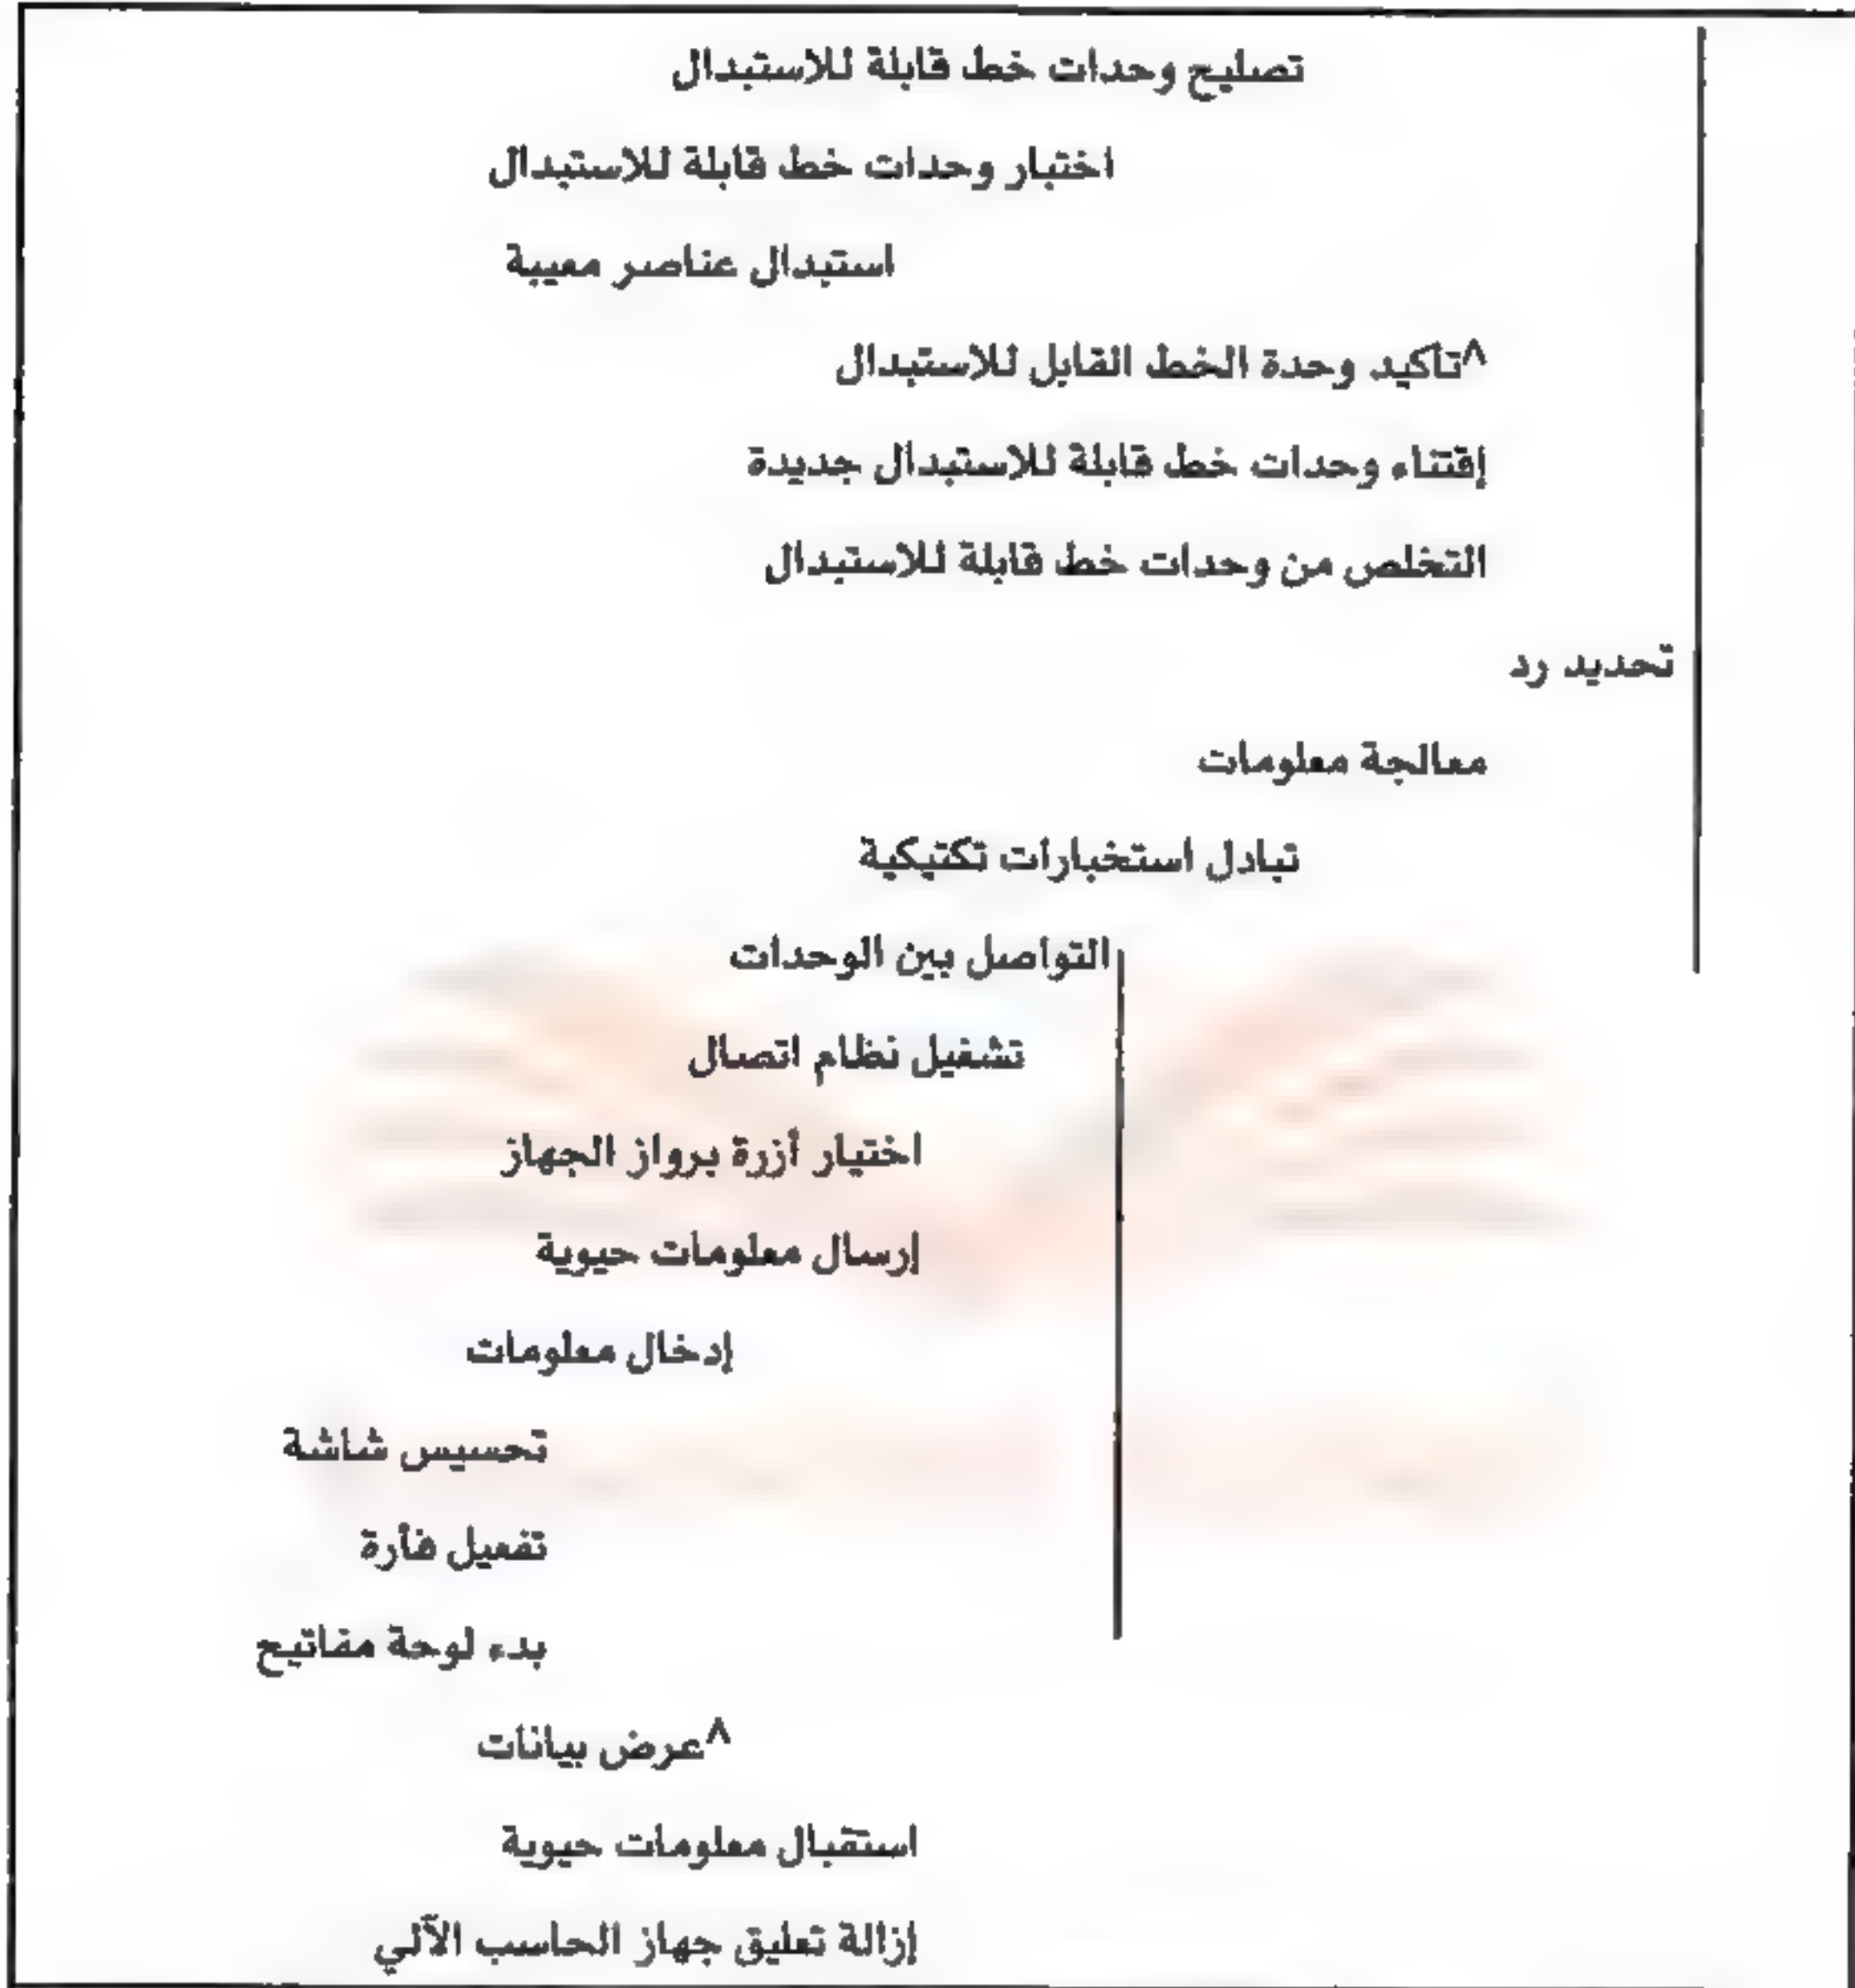 تصليح وحدات خط قابلة للاستبدال
اختبار وحدات خط قابلة للاستبدال
استبدال عناصر معيبة
^تأكيد وحدة الخط القابل للاستبدال
إقتناء وحدات خط قابلة للاستبدال جديدة
التخلص من وحدات خط قابلة للاستبدال
تحديد رد
معالجة معلومات
تبادل استخبارات تكتيكية
التواصل بين الوحدات
تشغيل نظام اتصال
اختيار أزرة برواز الجهاز
إرسال معلومات حيوية
إدخال معلومات
تحسيس شاشة
تفعيل فأرة
بدء لوحة مفاتيح
^عرض بيانات
استقبال معلومات حيوية
إزالة تعليق جهاز الحاسب الآلي